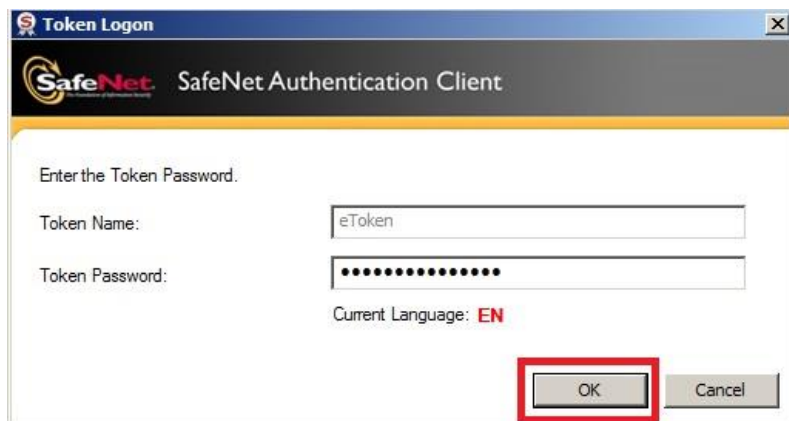 Token Logon
SafeNet SafeNet Authentication Client
Enter the Token Password.
Token Name: eToken
Token Password: •••••••••••••••
Current Language: EN
OK Cancel